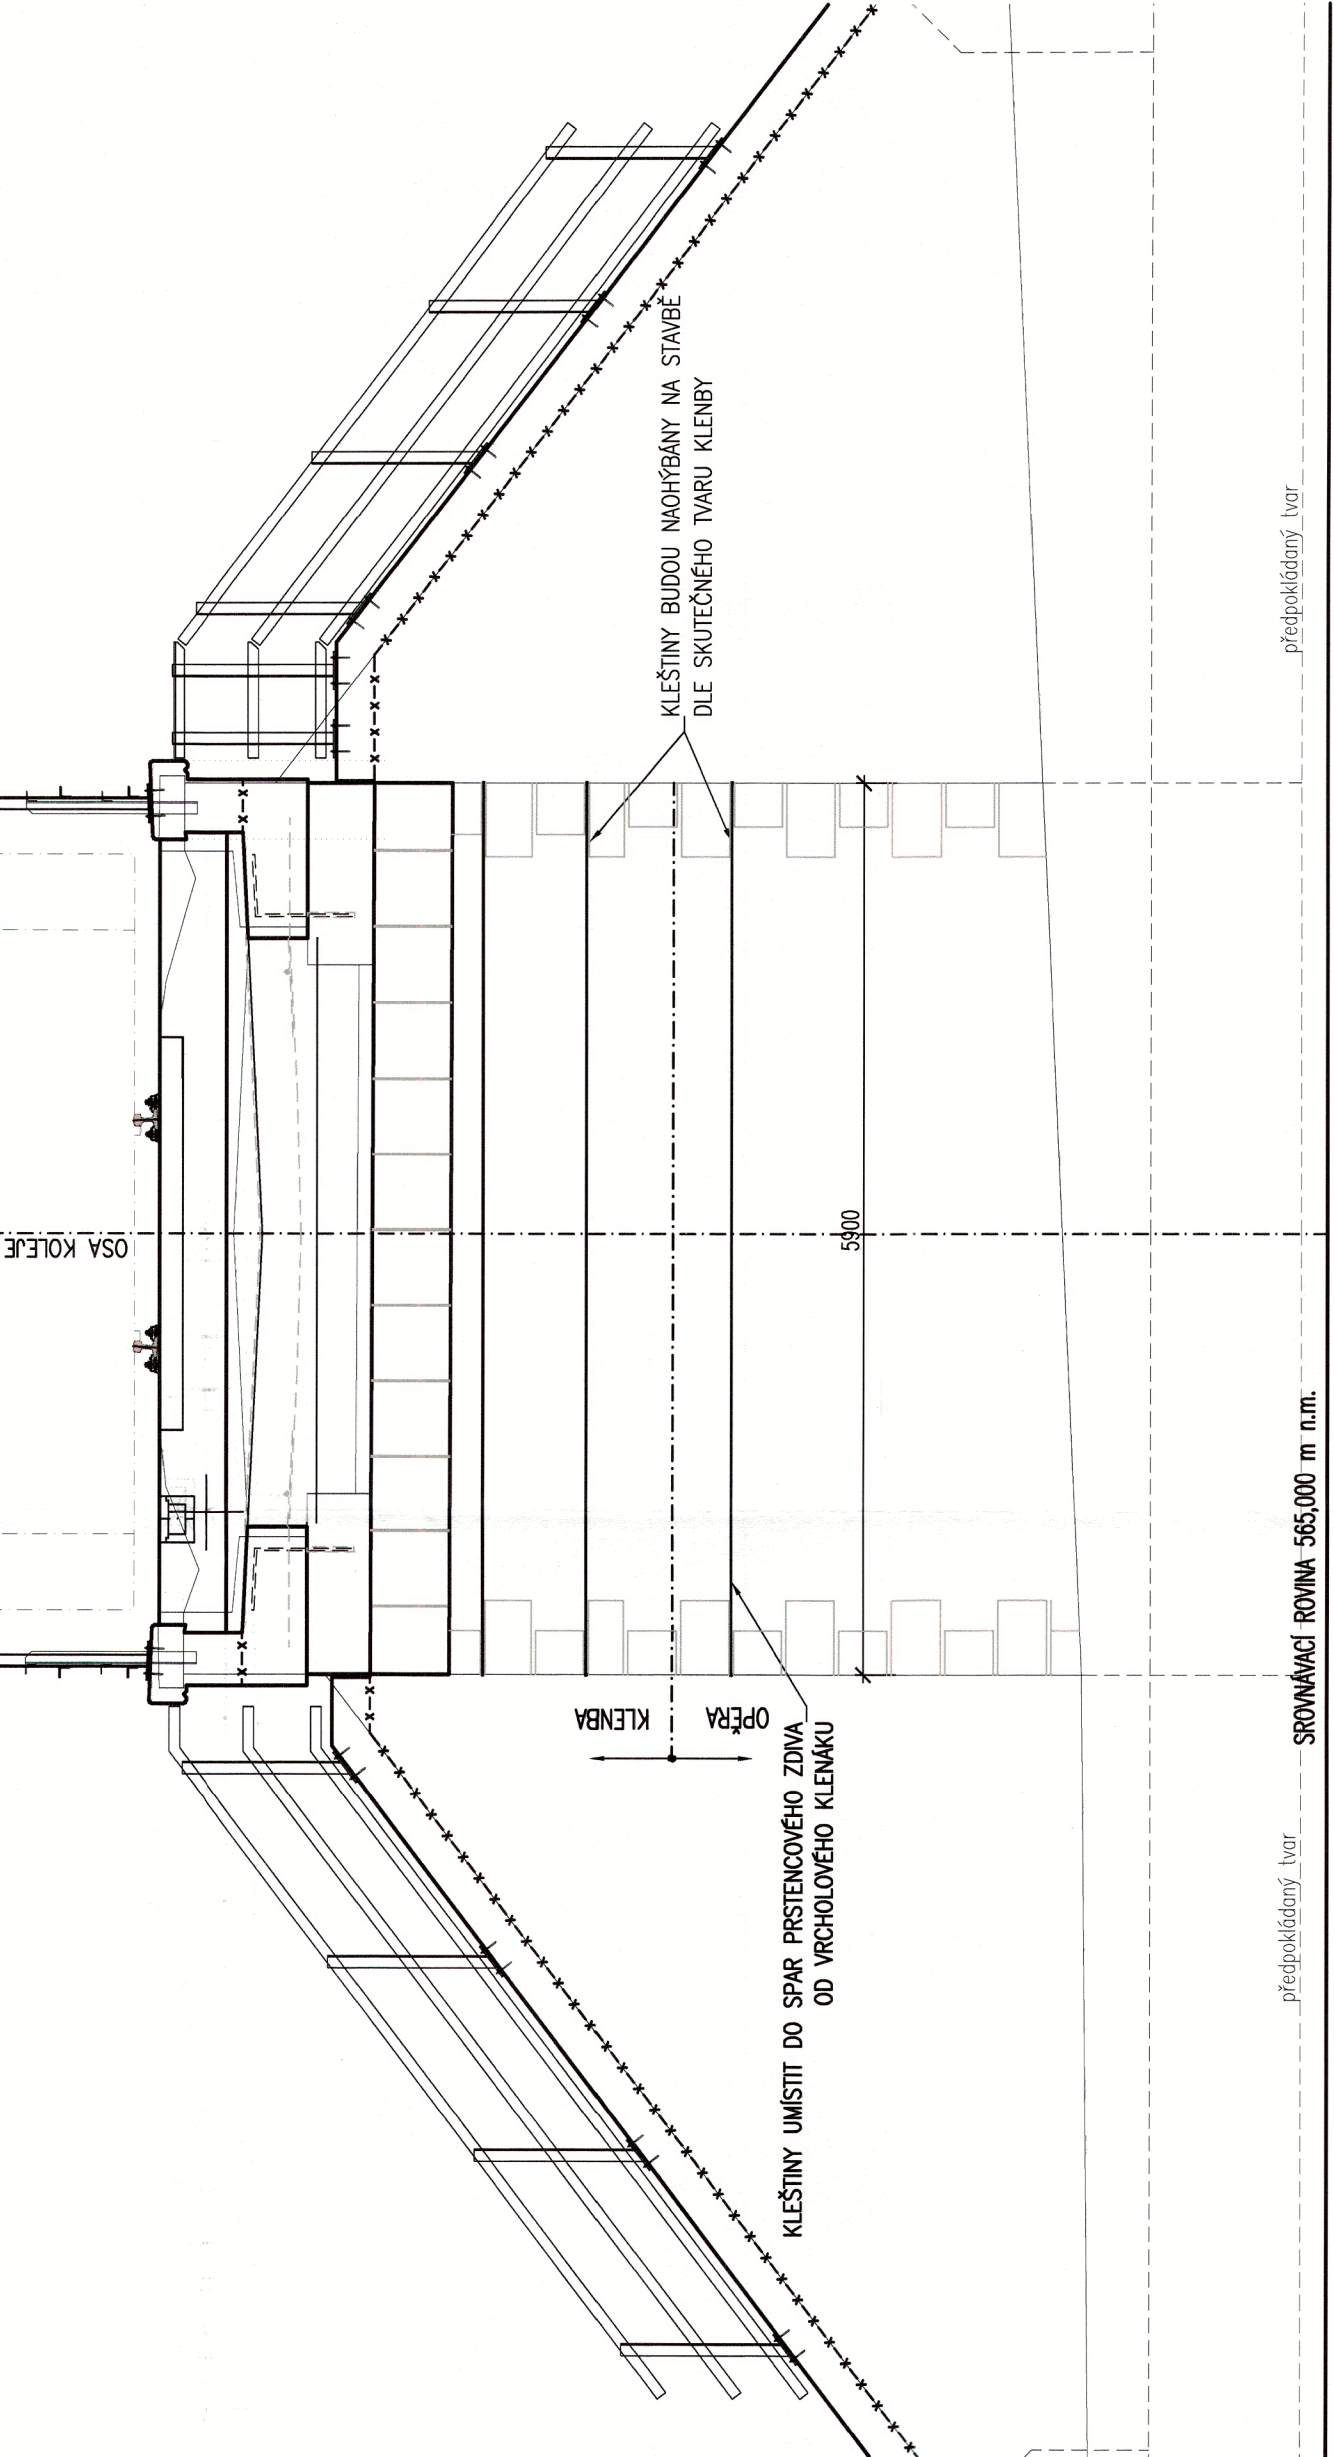 OSA KOLEJE
KLEŠTINY BUDOU NAOHÝBÁNY NA STAVBĚ
DLE SKUTEČNÉHO TVARU KLENBY
5900
KLENBA
OPĚRA
KLEŠTINY UMÍSTIT DO SPAR PRSTENCOVÉHO ZDIVA
OD VRCHOLOVÉHO KLENÁKU
předpokládaný tvar
předpokládaný tvar
SROVNÁVACÍ ROVINA 565,000 m n.m.